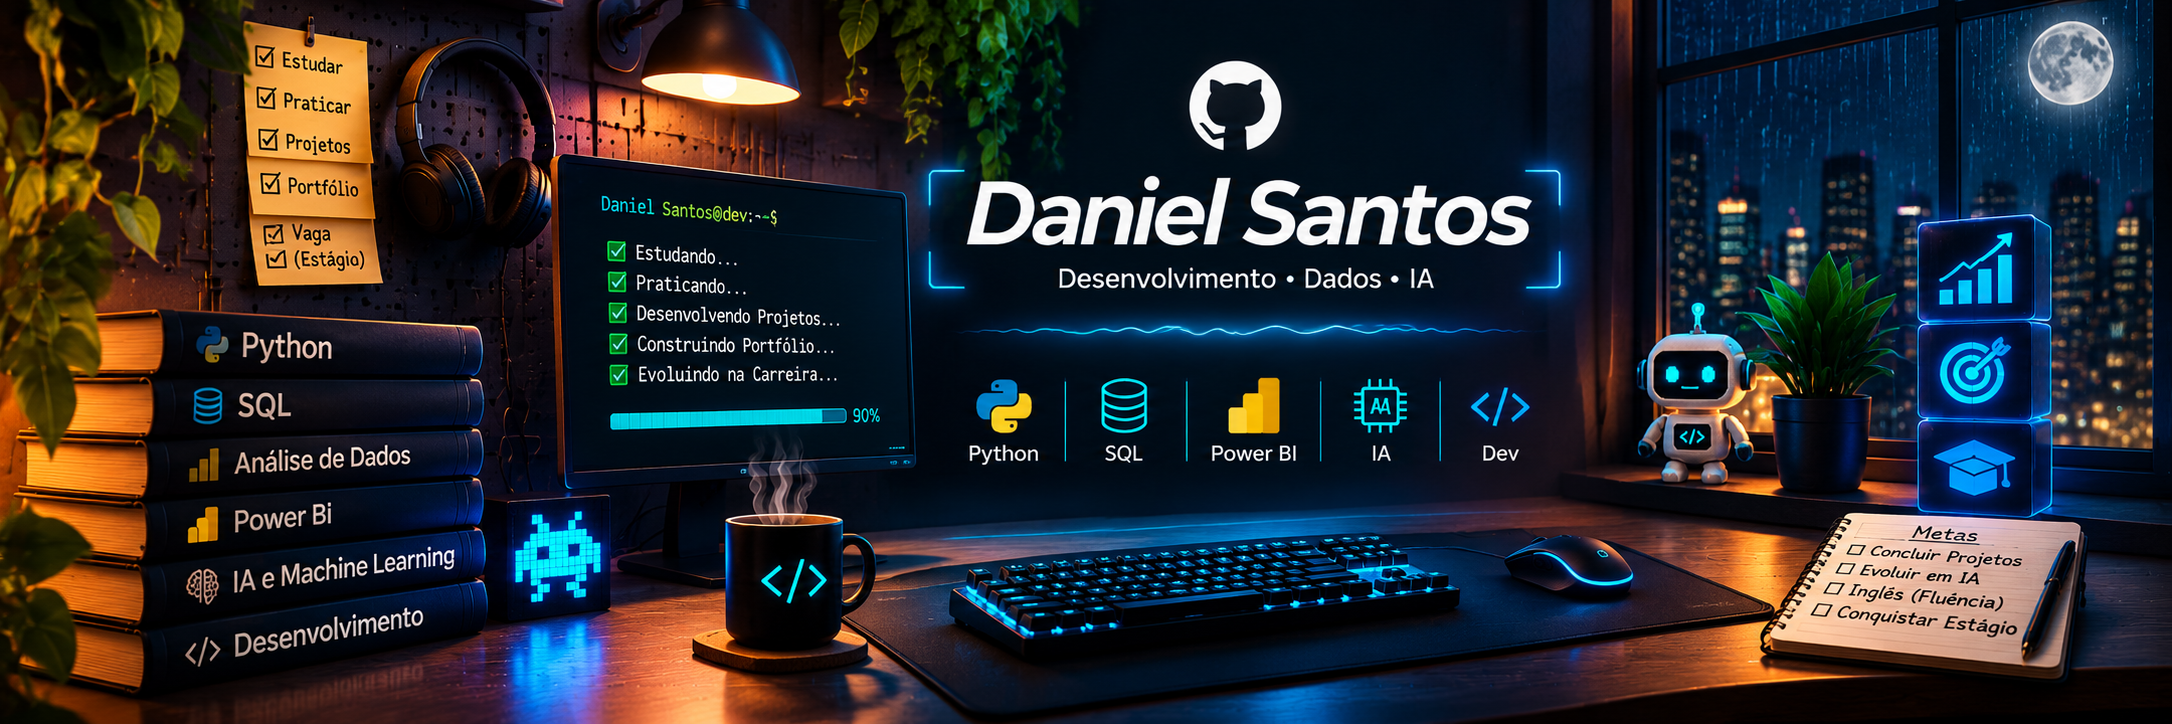 Estudar
Praticar
Projetos
Portfólio
Vaga
(Estágio)
Python
SQL
Análise de Dados
Power Bi
IA e Machine Learning
</> Desenvolvimento
Daniel Santos@dev:~~$
Estudando...
Praticando...
Desenvolvendo Projetos...
Construindo Portfólio...
Evoluindo na Carreira...
90%
</>
Daniel Santos
Desenvolvimento • Dados • IA
AA
</>
Python
SQL
Power BI
IA
Dev
</>
Metas
Concluir Projetos
Evoluir em IA
Inglês (Fluência)
Conquistar Estágio